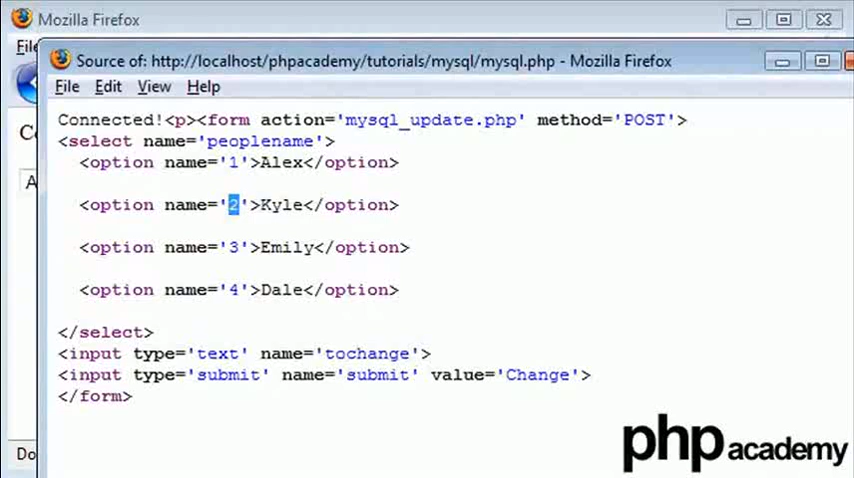 Mozilla Firefox
Fil
Source of: http://localhost/phpacademy/tutorials/mysql/mysql.php - Mozilla Firefox
File Edit View Help
Connected!<p><form action='mysql_update.php' method='POST'>
<select name='peoplename'>
<option name='1'>Alex</option>
<option name='2'>Kyle</option>
<option name='3'>Emily</option>
<option name='4'>Dale</option>
</select>
<input type='text' name='tochange'>
<input type='submit' name='submit' value='Change'>
</form>
Do
php academy